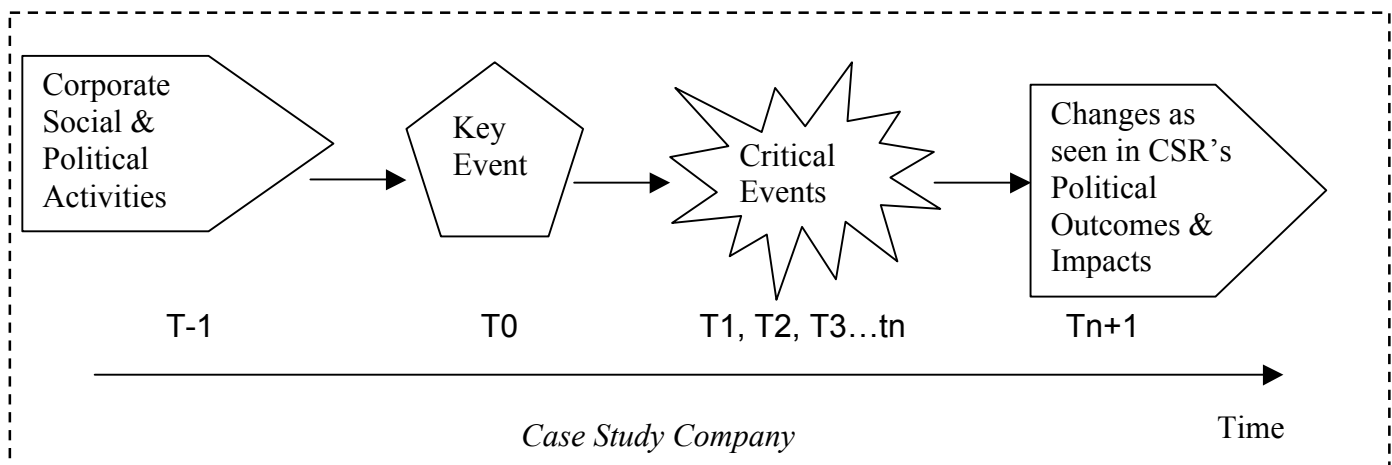 Corporate
Social &
Political
Activities
Key
Event
Critical
Events
Changes as
seen in CSR’s
Political
Outcomes &
Impacts
T-1
T0
T1, T2, T3…tn
Tn+1
Case Study Company
Time